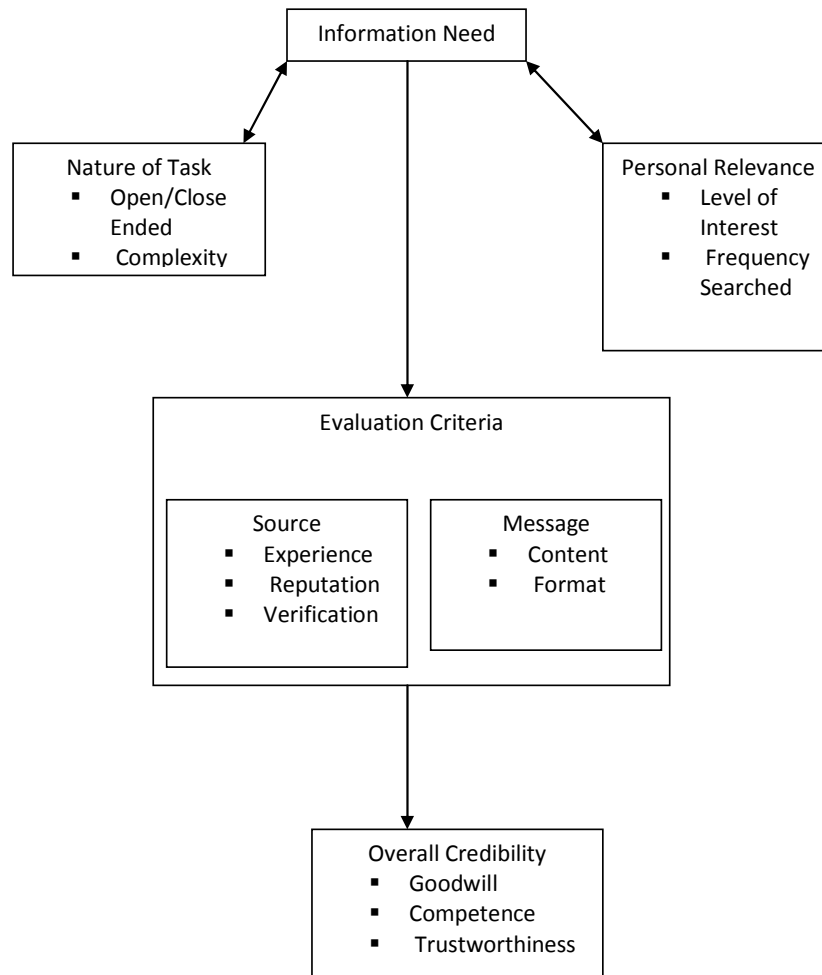 Information Need
Nature of Task
▪ Open/Close
Ended
▪ Complexity
Personal Relevance
▪ Level of
Interest
▪ Frequency
Searched
Evaluation Criteria
Source
▪ Experience
▪ Reputation
▪ Verification
Message
▪ Content
▪ Format
Overall Credibility
▪ Goodwill
▪ Competence
▪ Trustworthiness